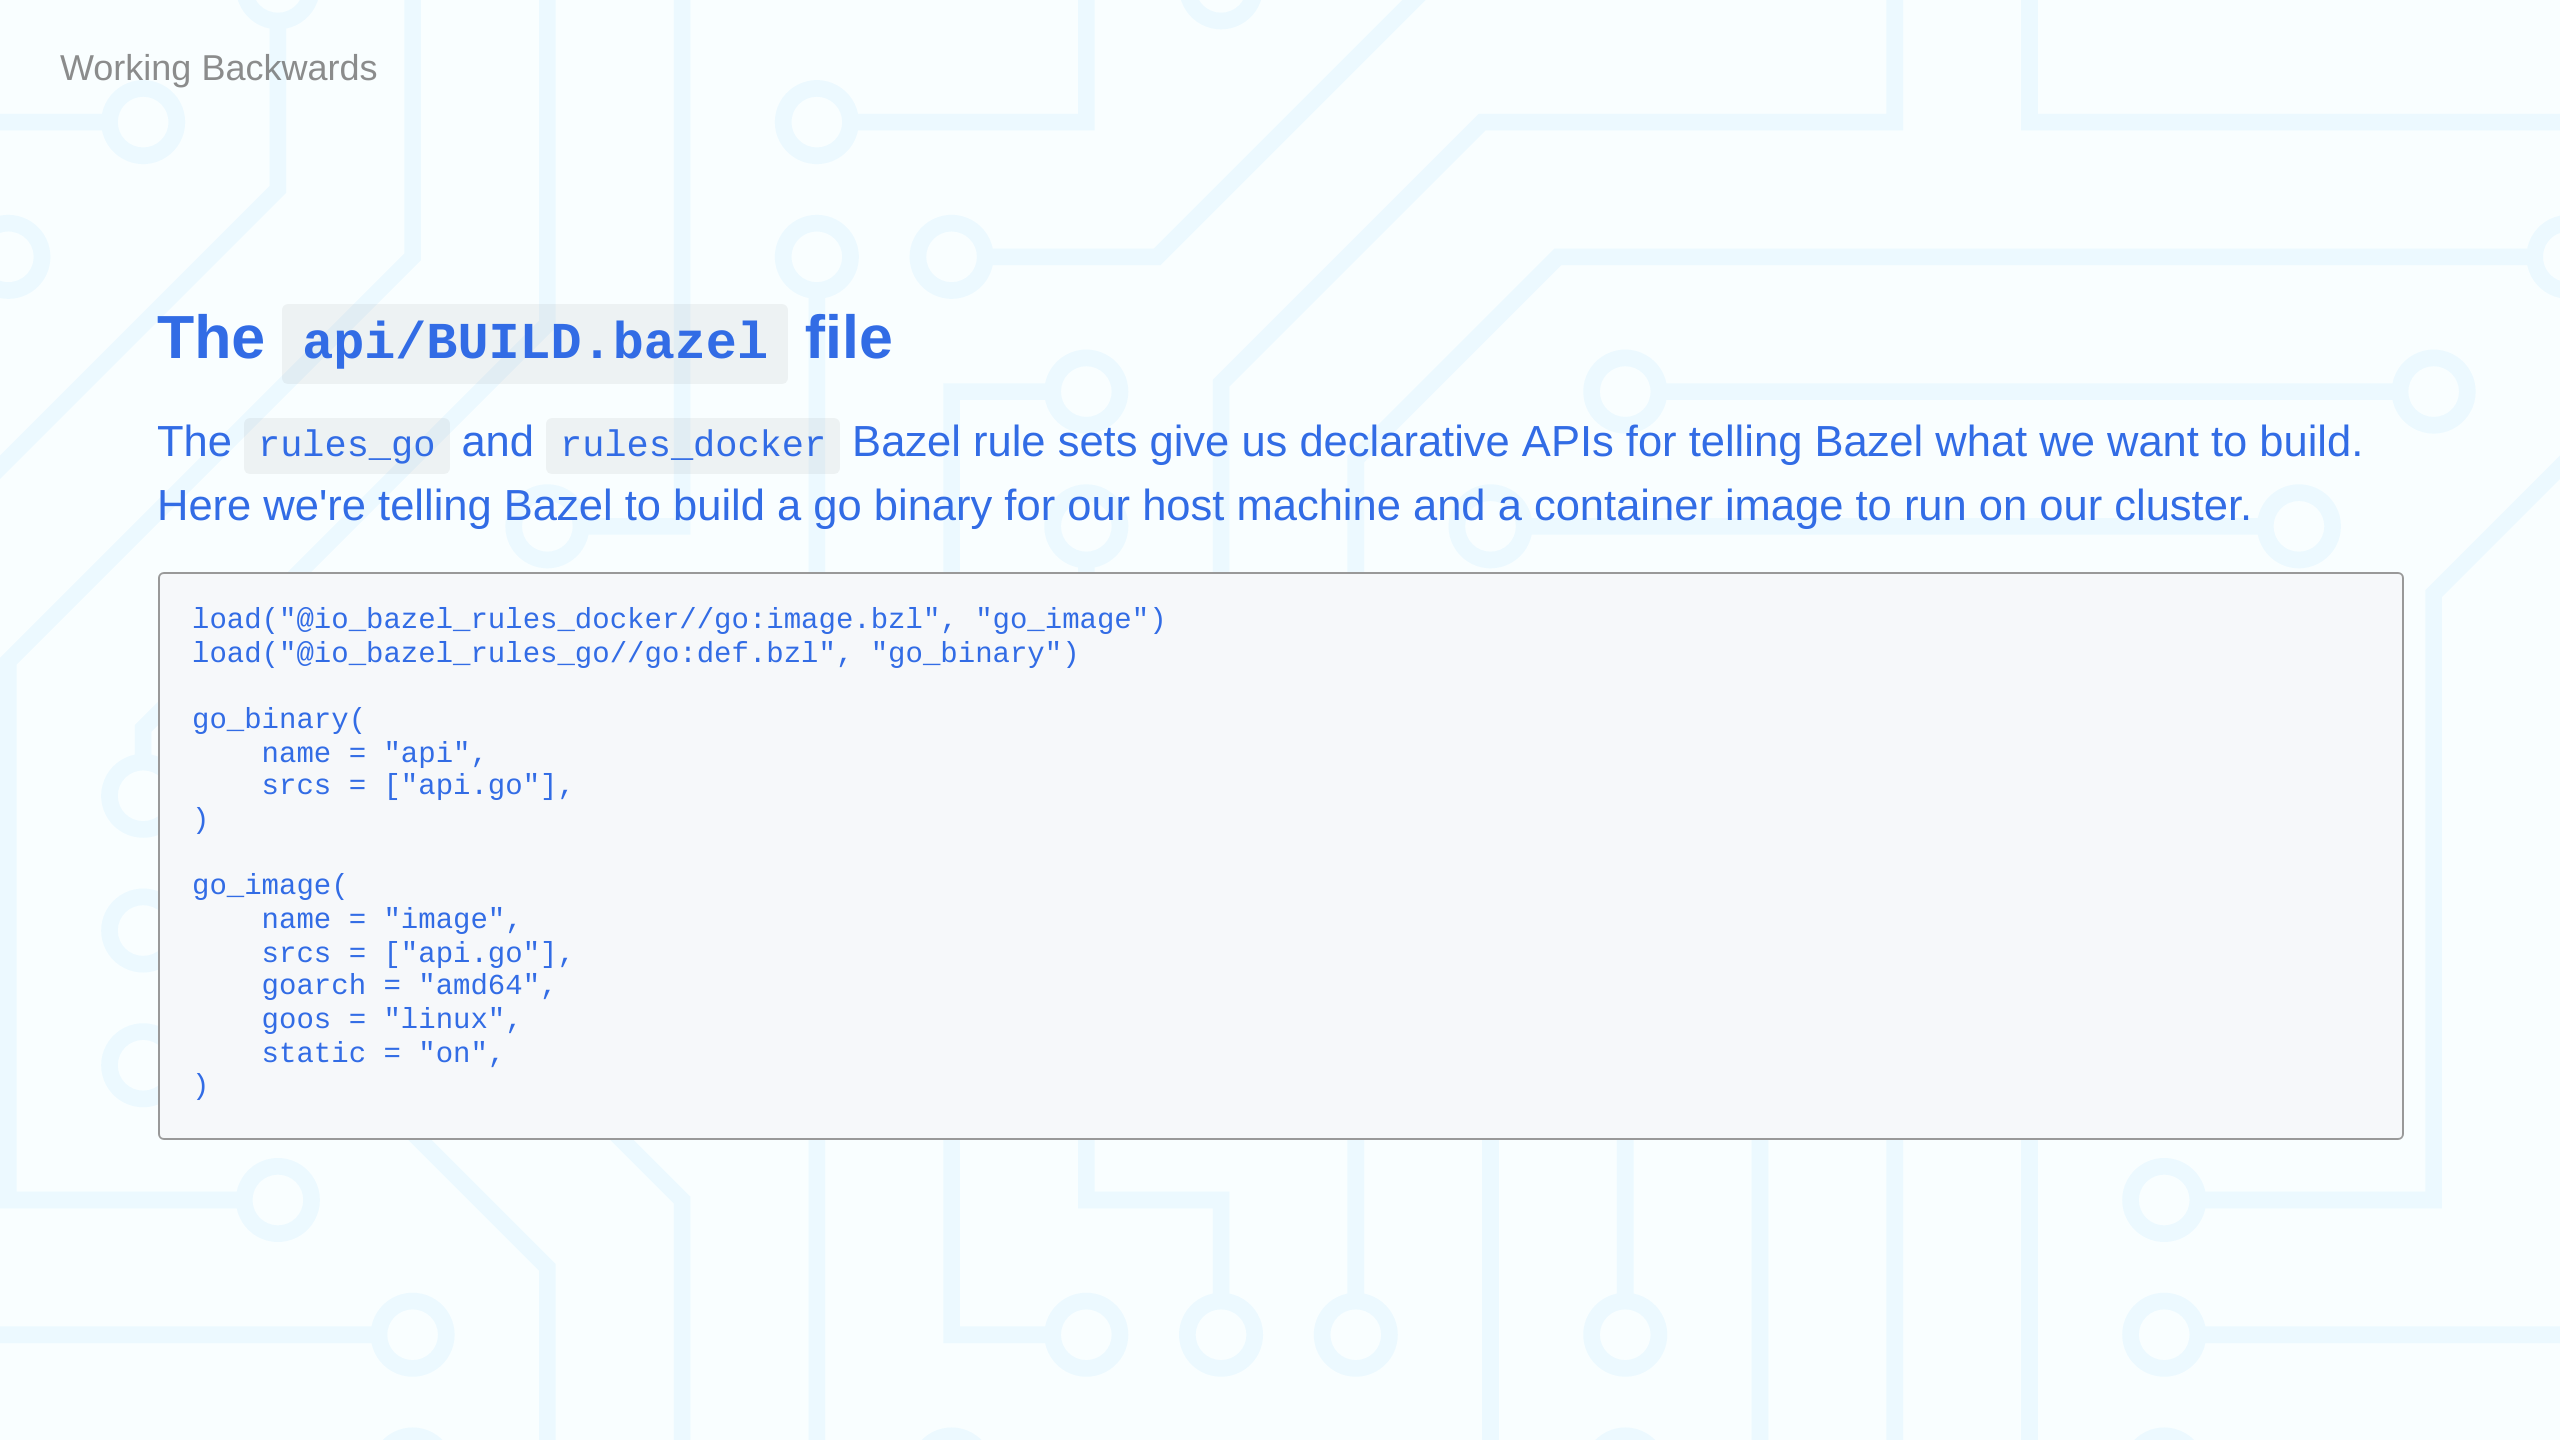 Working Backwards
The api/BUILD.bazel file
The rules_go and rules_docker Bazel rule sets give us declarative APIs for telling Bazel what we want to build.
Here we're telling Bazel to build a go binary for our host machine and a container image to run on our cluster.
load("@io_bazel_rules_docker//go:image.bzl", "go_image")
load("@io_bazel_rules_go//go:def.bzl", "go_binary")

go_binary(
    name = "api",
    srcs = ["api.go"],
)

go_image(
    name = "image",
    srcs = ["api.go"],
    goarch = "amd64",
    goos = "linux",
    static = "on",
)